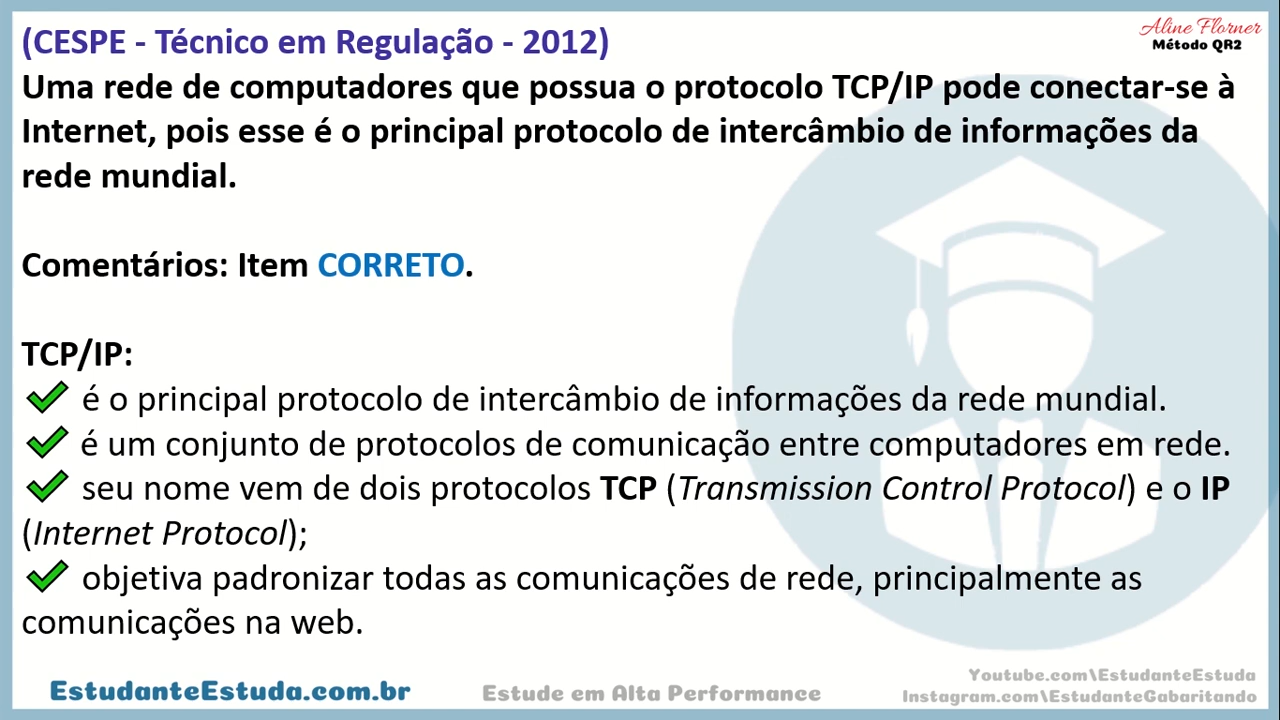 (CESPE - Técnico em Regulação - 2012)
Aline Florner
Método QR2
Uma rede de computadores que possua o protocolo TCP/IP pode conectar-se à
Internet, pois esse é o principal protocolo de intercâmbio de informações da
rede mundial.
Comentários: Item CORRETO.
TCP/IP:
é o principal protocolo de intercâmbio de informações da rede mundial.
é um conjunto de protocolos de comunicação entre computadores em rede.
seu nome vem de dois protocolos TCP (Transmission Control Protocol) e o IP
(Internet Protocol);
objetiva padronizar todas as comunicações de rede, principalmente as
comunicações na web.
EstudanteEstuda.com.br
Estude em Alta Performance
Youtube.com\EstudanteEstuda
Instagram.com\EstudanteGabaritando